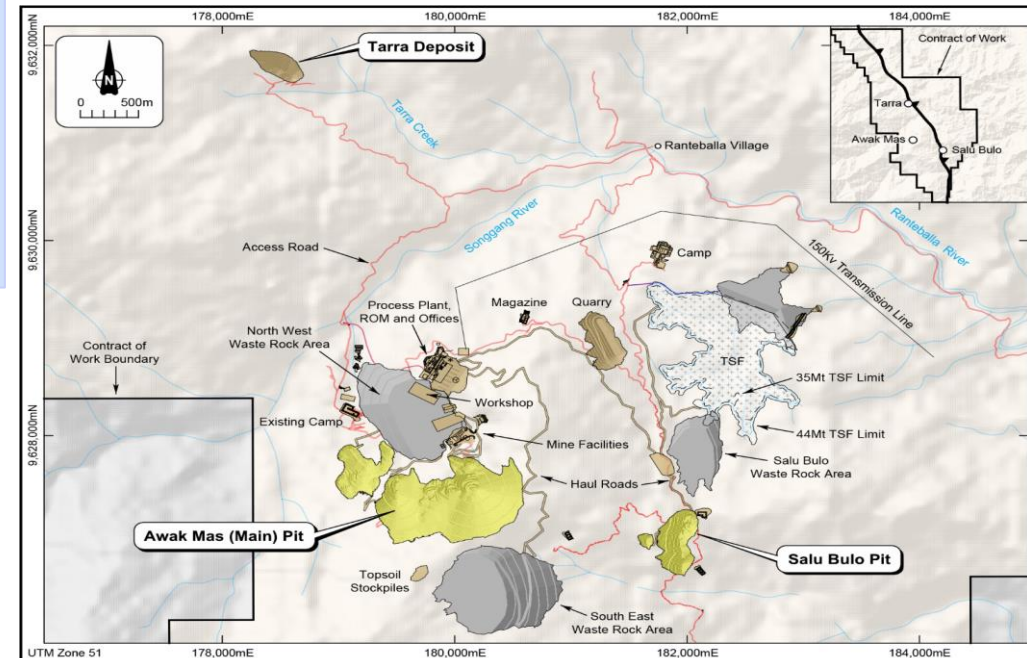 178,000mE
180,000mE
182,000mE
184,000mE
9,632,000mN
Tarra Deposit
Contract of Work
Tarra
Awak Mas
Salu Bulo
N
0 500m
Tarra Creek
Ranteballa Village
Songgang River
Ranteballa River
9,630,000mN
Access Road
Camp
150Kv Transmission Line
Process Plant,
ROM and Offices
Magazine
Quarry
North West
Waste Rock Area
Contract of
Work Boundary
TSF
35Mt TSF Limit
Workshop
Existing Camp
44Mt TSF Limit
9,628,000mN
Mine Facilities
Salu Bulo
Waste Rock Area
Haul Roads
Awak Mas (Main) Pit
Salu Bulo Pit
Topsoil
Stockpiles
South East
Waste Rock Area
UTM Zone 51
178,000mE
180,000mE
182,000mE
184,000mE